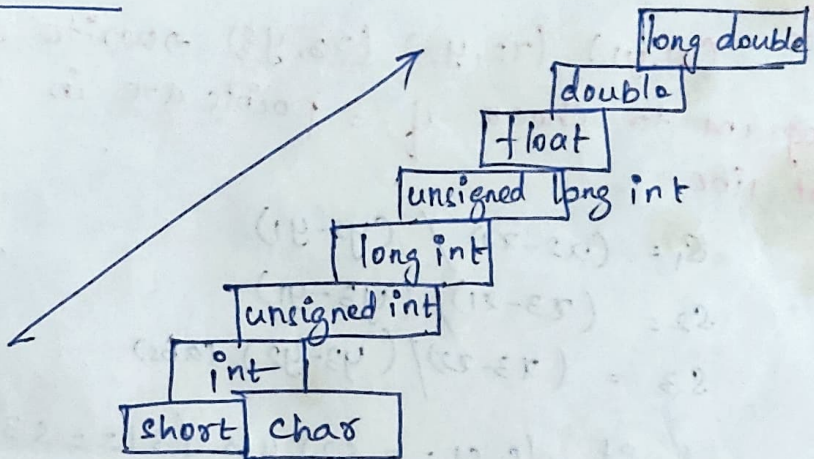 long double
double
float
unsigned long int
long int
unsigned int
int
short char